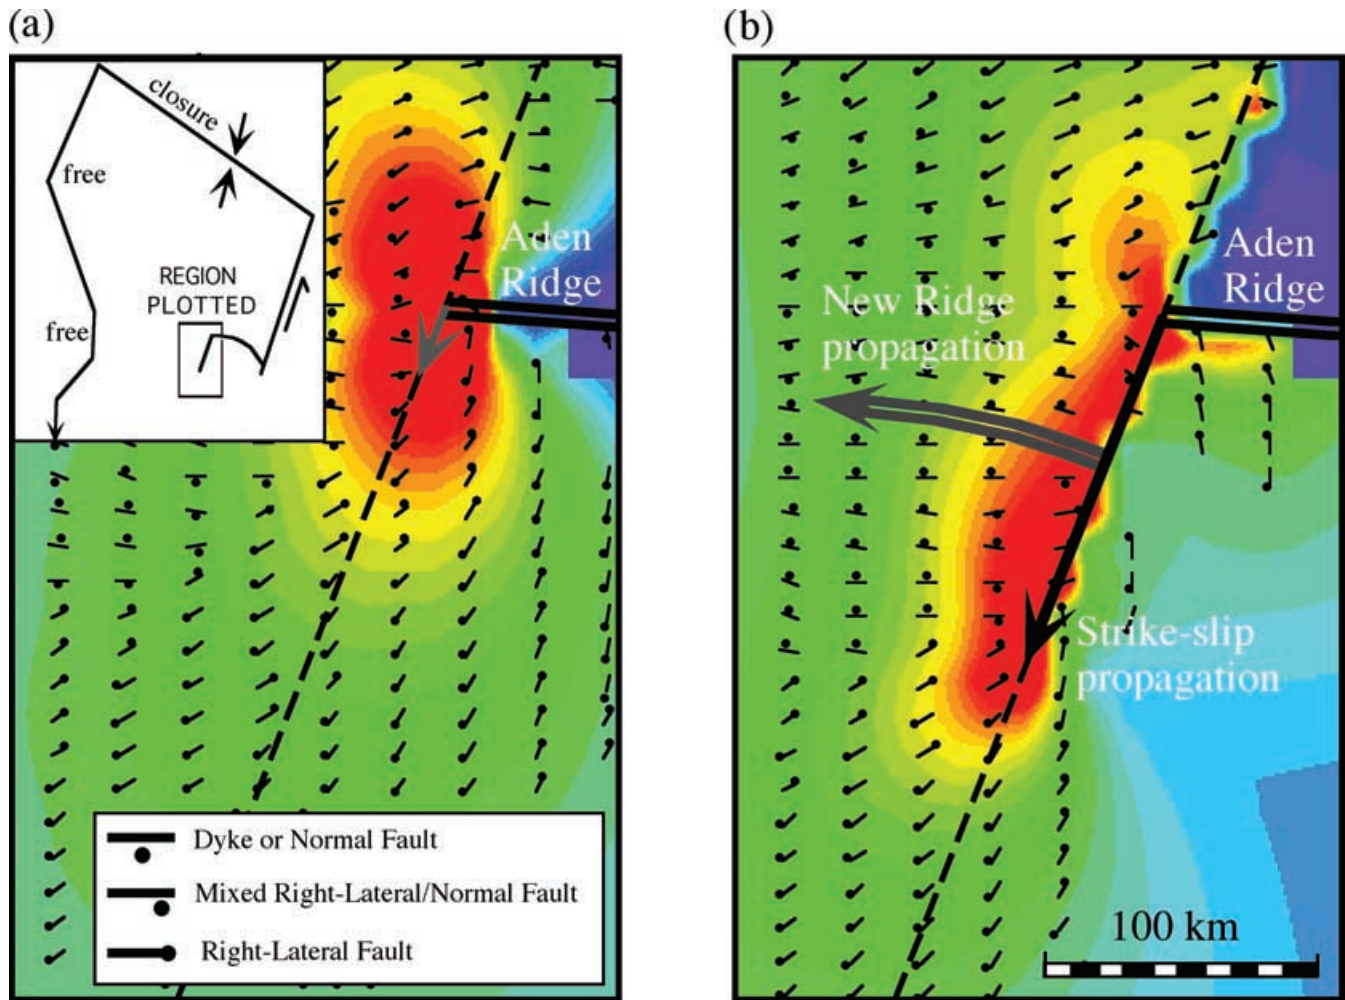 (a)
closure
free
REGION
PLOTTED
free
Aden
Ridge
Dyke or Normal Fault
Mixed Right-Lateral/Normal Fault
Right-Lateral Fault
(b)
Aden
Ridge
New Ridge
propagation
Strike-slip
propagation
100 km